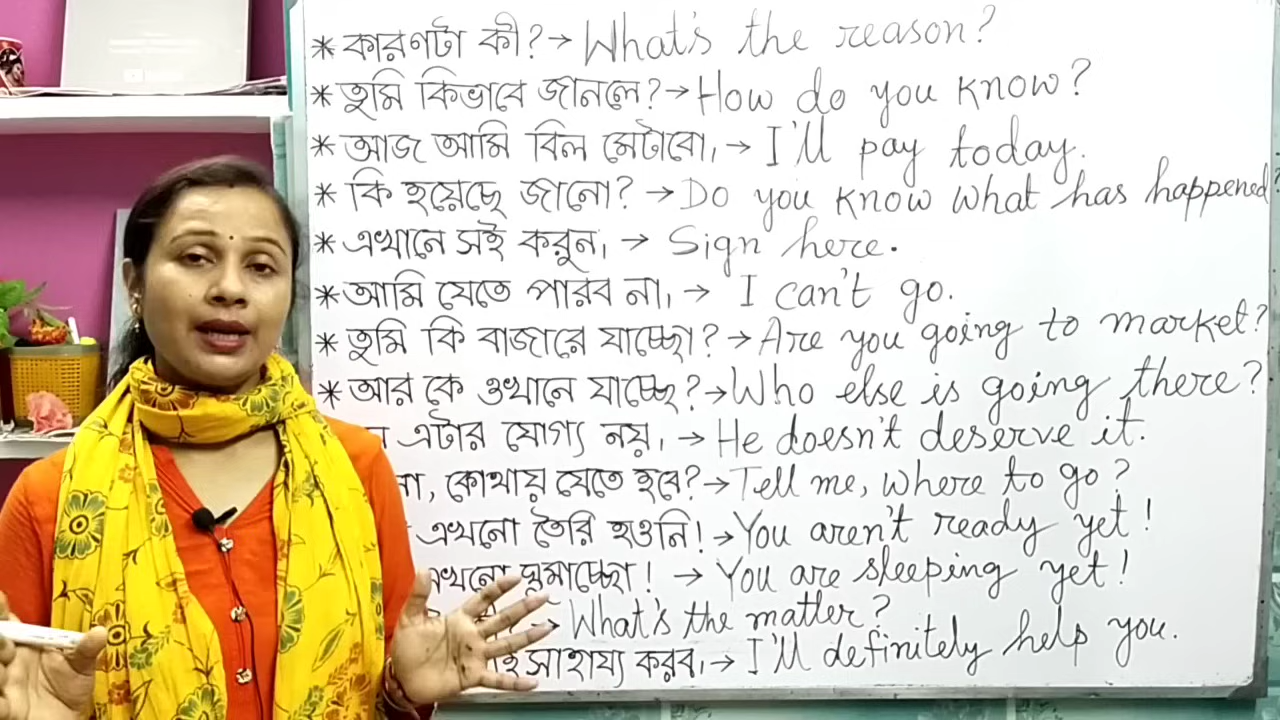 * কারণটা কী? → What's the reason?
* তুমি কিভাবে জানলে? → How do you know?
* আজ আমি বিল মেটাবো, → I'll pay today.
* কি হয়েছে জানো? → Do you know what has happened?
* এখানে সই করুন, → Sign here.
* আমি যেতে পারব না, → I can't go.
* তুমি কি বাজারে যাচ্ছো? → Are you going to market?
* আর কে ওখানে যাচ্ছে? → Who else is going there?
এটার যোগ্য নয়, → He doesn't deserve it.
কোথায় যেতে হবে? → Tell me, where to go?
এখনো তৈরি হওনি! → You aren't ready yet!
এখনো ঘুমাচ্ছো! → You are sleeping yet!
→ What's the matter?
সাহায্য করব, → I'll definitely help you.